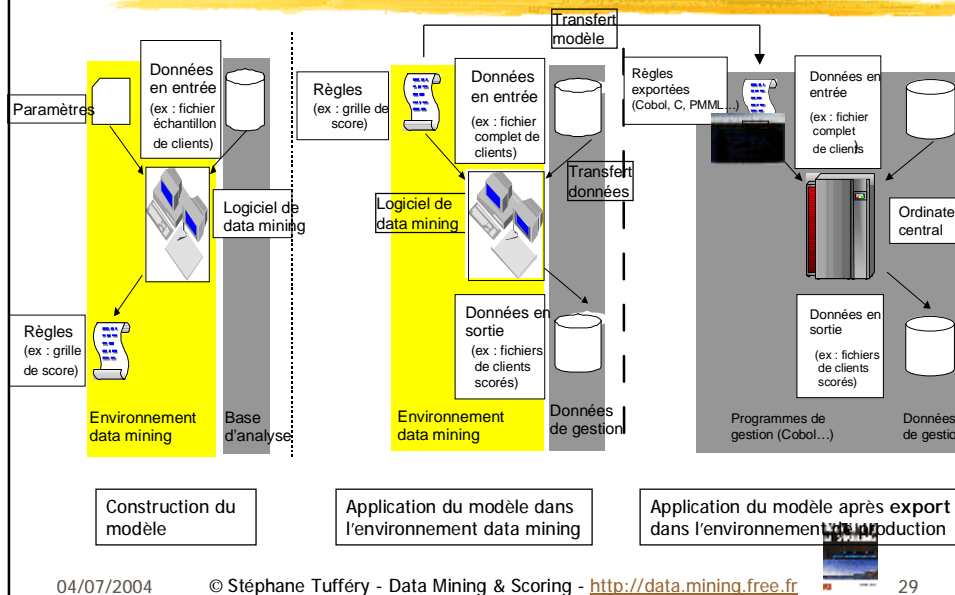 Transfert
modèle
Paramètres
Données
en entrée
(ex : fichier
échantillon
de clients)
Logiciel de
data mining
Règles
(ex : grille
de score)
Environnement
data mining
Base
d'analyse
Règles
(ex : grille de
score)
Données
en entrée
(ex : fichier
complet de
clients)
Transfert
données
Logiciel de
data mining
Données en
sortie
(ex : fichiers
de clients
scorés)
Environnement
data mining
Données
de gestion
Règles
exportées
(Cobol, C, PMML…)
Données en
entrée
(ex : fichier
complet
de clients)
Ordinate
central
Données en
sortie
(ex : fichiers
de clients
scorés)
Programmes de
gestion (Cobol…)
Données
de gestio
Construction du
modèle
Application du modèle dans
l'environnement data mining
Application du modèle après export
dans l'environnement de production
04/07/2004 © Stéphane Tufféry - Data Mining & Scoring - http://data.mining.free.fr 29